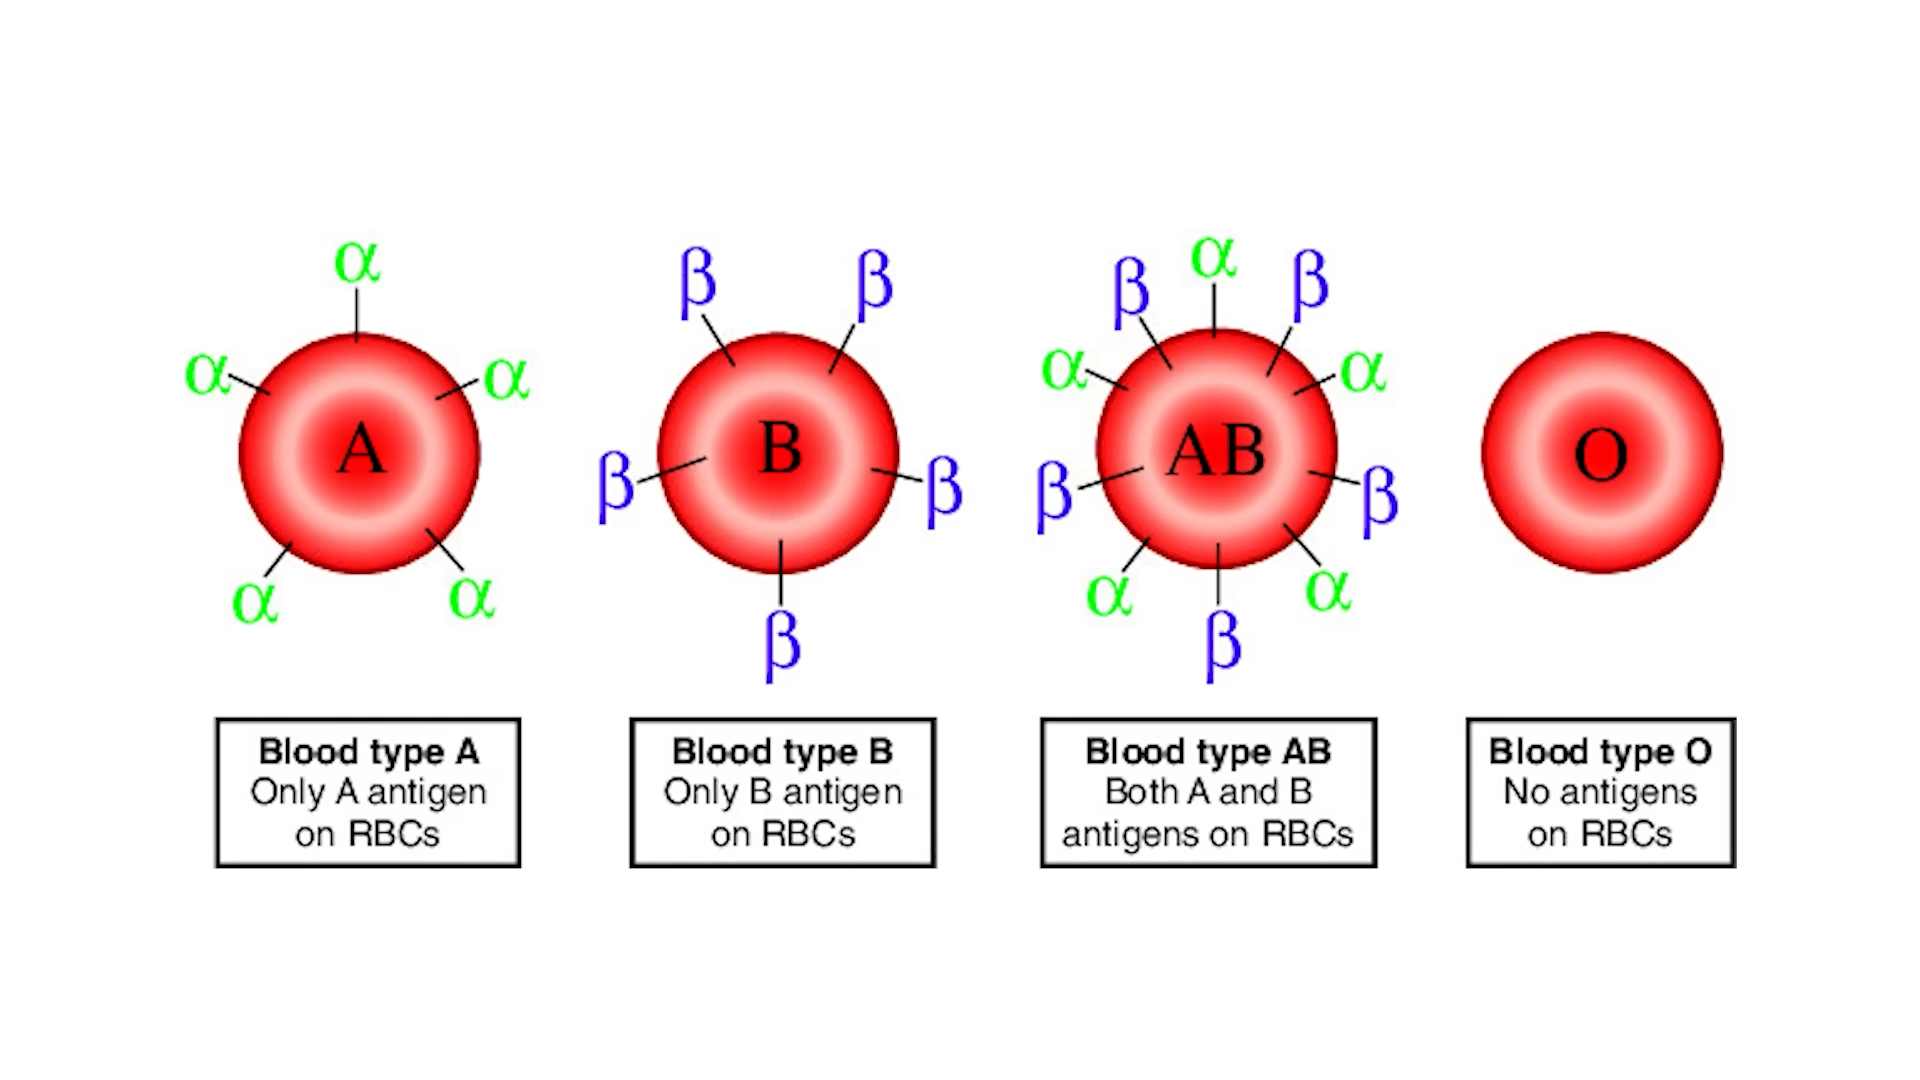 α
α
α
α
α
A
β
β
β
β
β
B
α
β
β
α
α
β
β
α
α
β
AB
O
Blood type A
Only A antigen
on RBCs
Blood type B
Only B antigen
on RBCs
Blood type AB
Both A and B
antigens on RBCs
Blood type O
No antigens
on RBCs